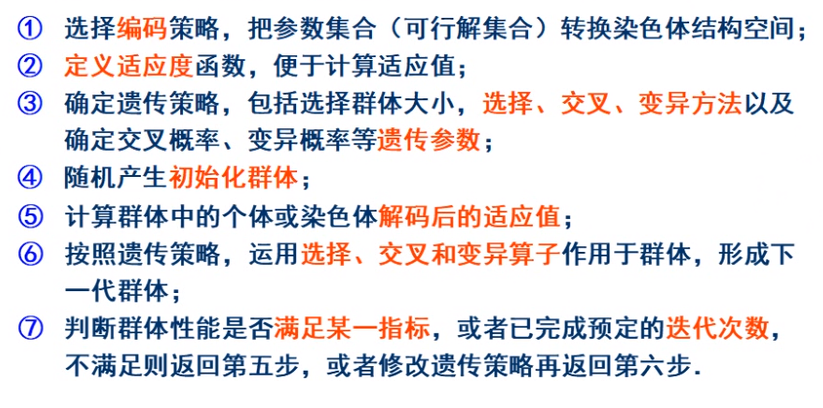 ① 选择编码策略，把参数集合（可行解集合）转换染色体结构空间；
② 定义适应度函数，便于计算适应值；
③ 确定遗传策略，包括选择群体大小，选择、交叉、变异方法以及
确定交叉概率、变异概率等遗传参数；
④ 随机产生初始化群体；
⑤ 计算群体中的个体或染色体解码后的适应值；
⑥ 按照遗传策略，运用选择、交叉和变异算子作用于群体，形成下
一代群体；
⑦ 判断群体性能是否满足某一指标，或者已完成预定的迭代次数，
不满足则返回第五步，或者修改遗传策略再返回第六步．